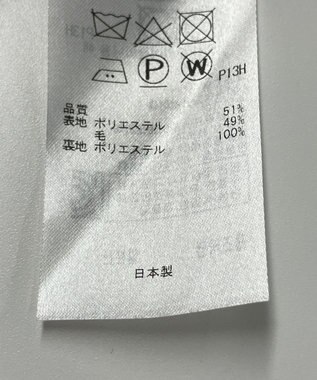 P W P13H
品質
表地 ポリエステル 51%
毛 49%
裏地 ポリエステル 100%
日本製